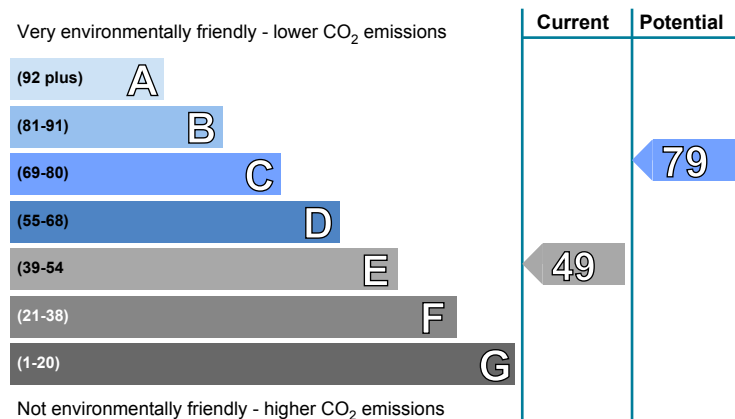 Very environmentally friendly - lower CO2 emissions
Current
Potential
(92 plus) A
(81-91) B
(69-80) C
79
(55-68) D
(39-54 E
49
(21-38) F
(1-20) G
Not environmentally friendly - higher CO2 emissions